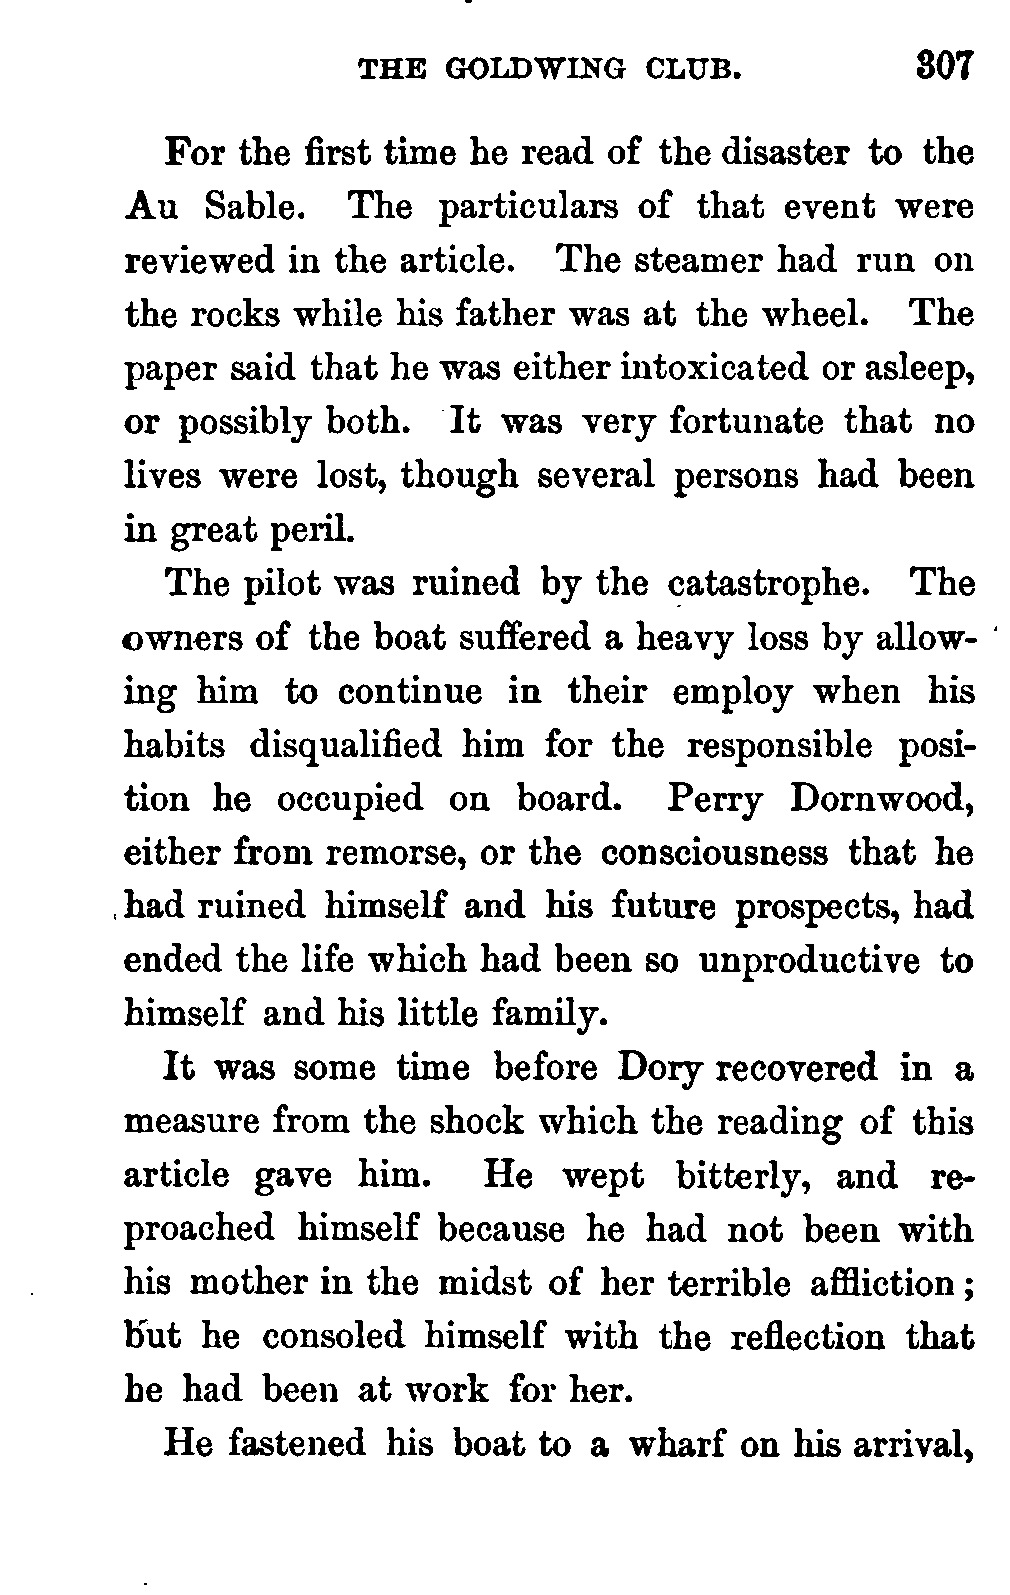 THE GOLDWING CLUB. 307
For the first time he read of the disaster to the
Au Sable. The particulars of that event were
reviewed in the article. The steamer had run on
the rocks while his father was at the wheel. The
paper said that he was either intoxicated or asleep,
or possibly both. It was very fortunate that no
lives were lost, though several persons had been
in great peril.
The pilot was ruined by the catastrophe. The
owners of the boat suffered a heavy loss by allow-
ing him to continue in their employ when his
habits disqualified him for the responsible posi-
tion he occupied on board. Perry Dornwood,
either from remorse, or the consciousness that he
had ruined himself and his future prospects, had
ended the life which had been so unproductive to
himself and his little family.
It was some time before Dory recovered in a
measure from the shock which the reading of this
article gave him. He wept bitterly, and re-
proached himself because he had not been with
his mother in the midst of her terrible affliction;
but he consoled himself with the reflection that
he had been at work for her.
He fastened his boat to a wharf on his arrival,